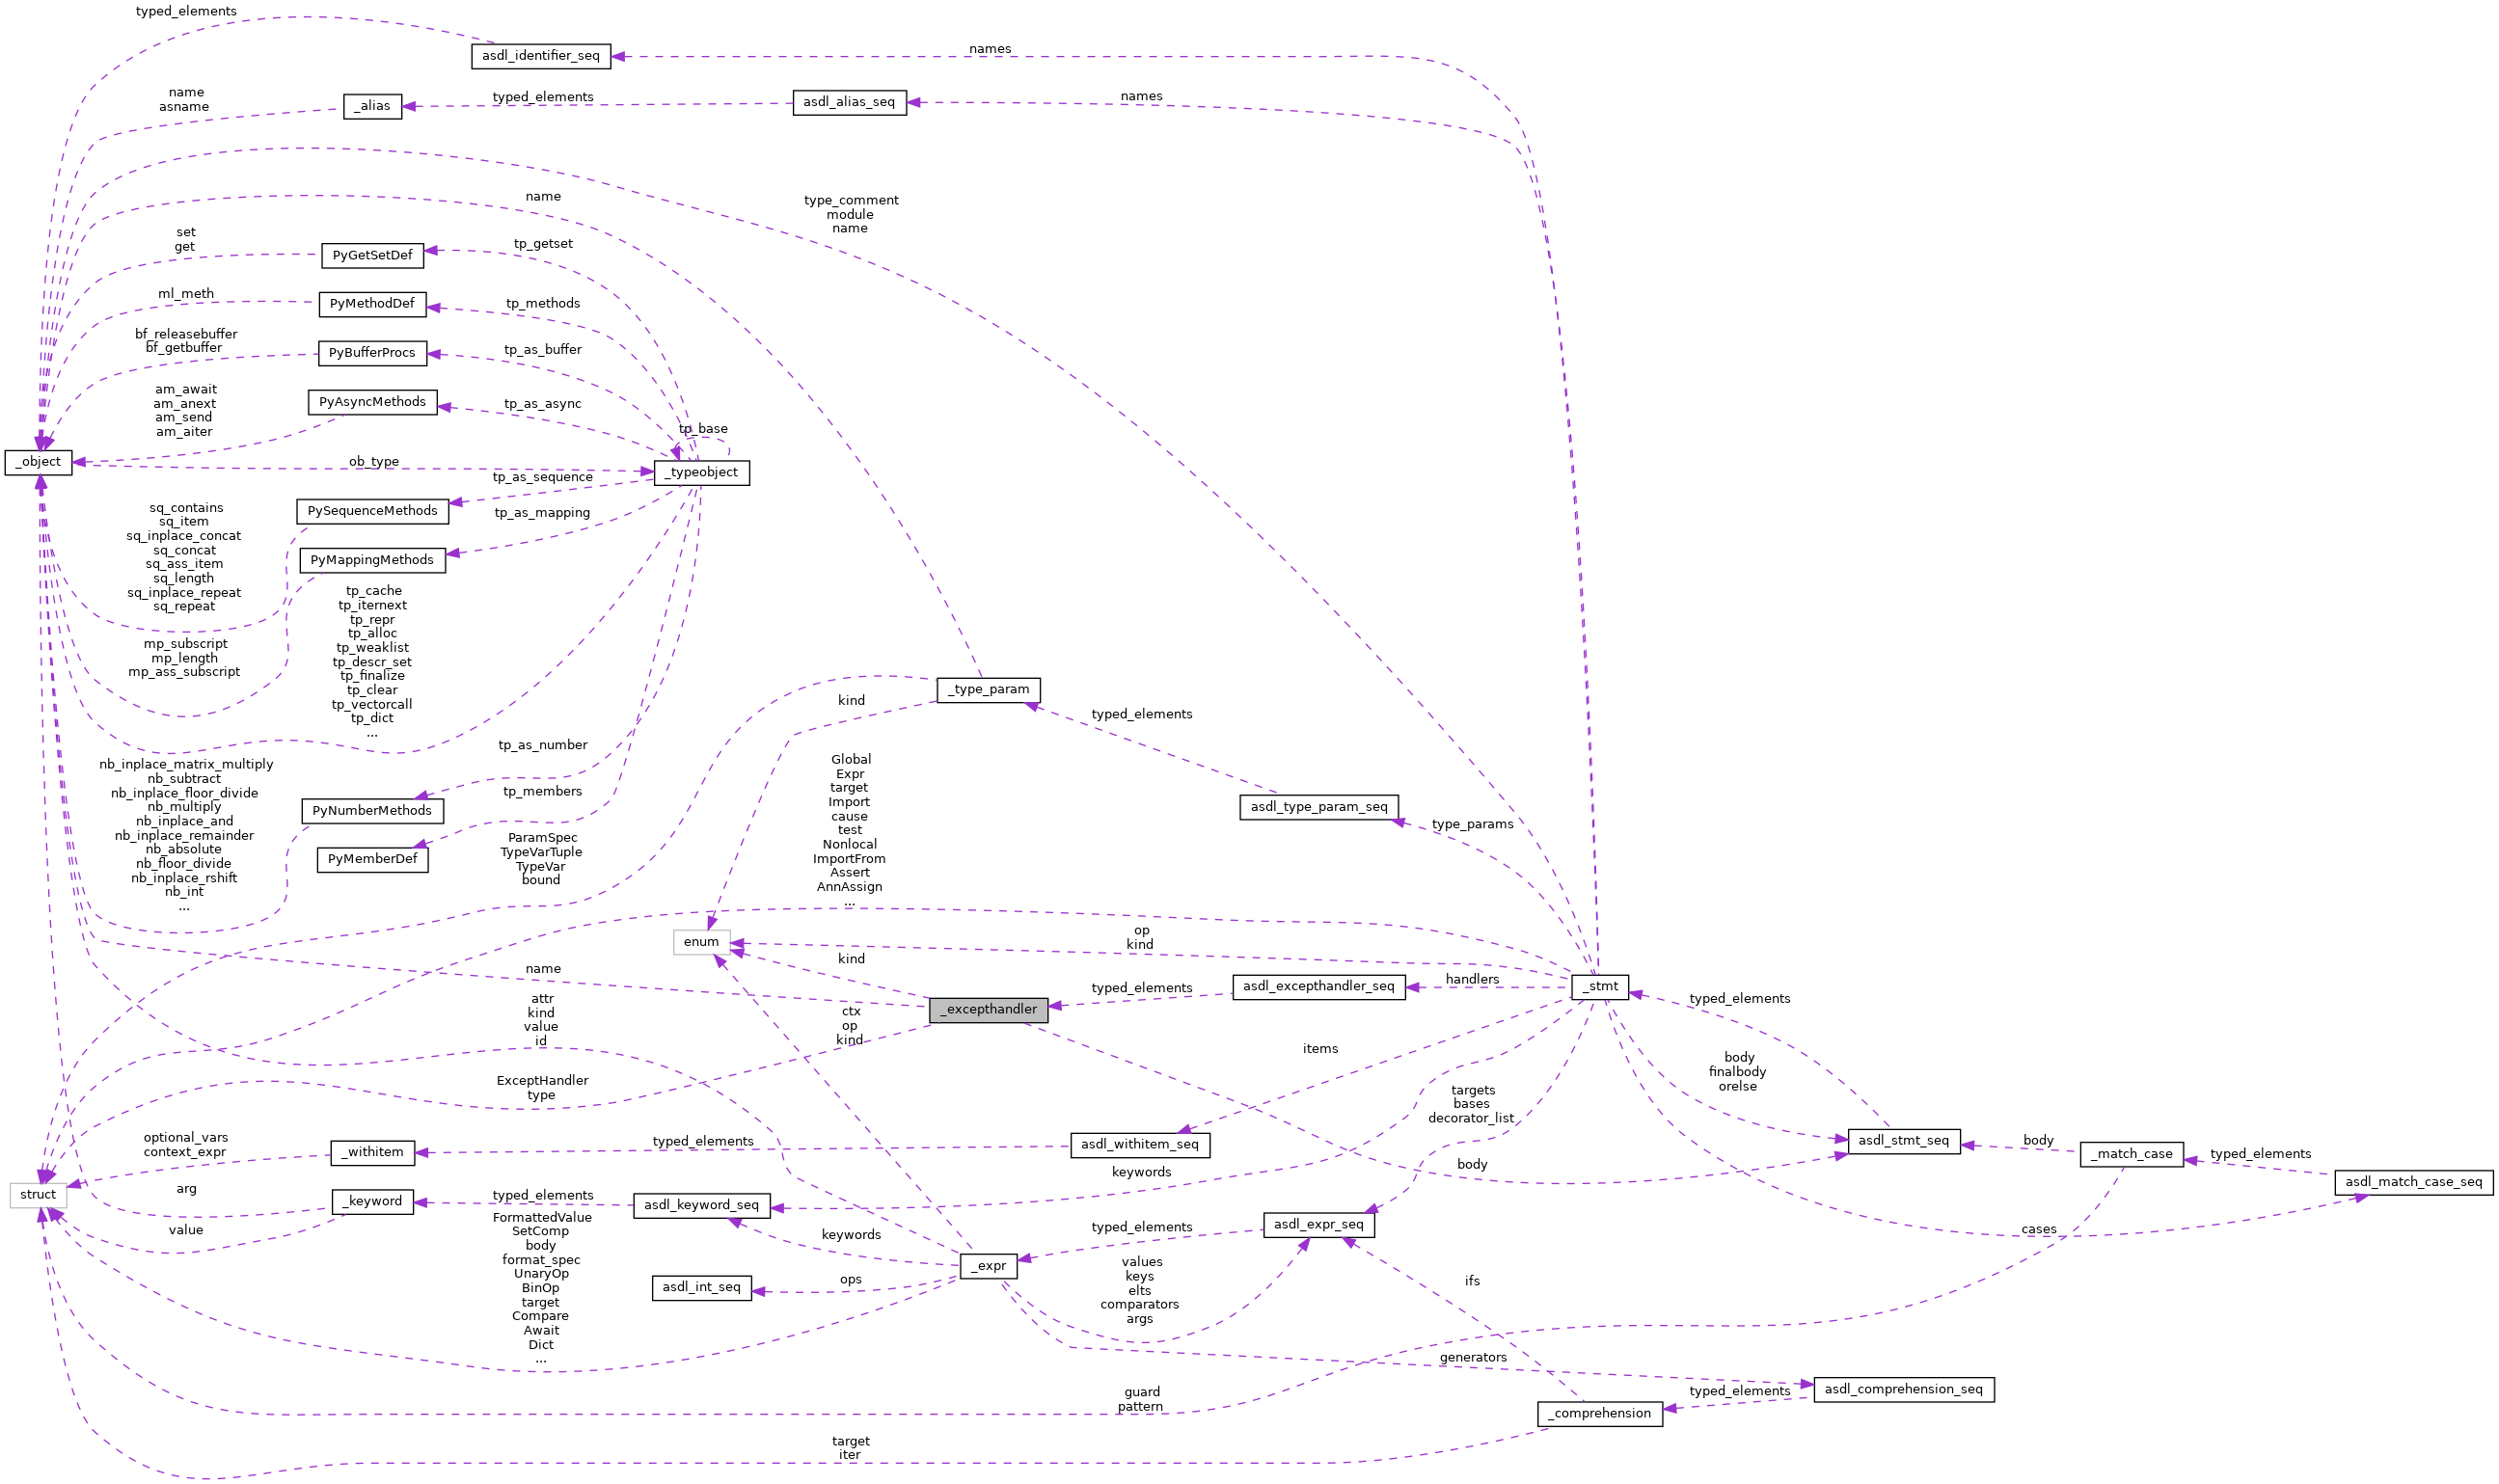 typed_elements
asdl_identifier_seq
names
name
asname
_alias
typed_elements
asdl_alias_seq
names
name
type_comment
module
name
set
get
PyGetSetDef
tp_getset
ml_meth
PyMethodDef
tp_methods
bf_releasebuffer
bf_getbuffer
PyBufferProcs
tp_as_buffer
am_await
am_anext
am_send
am_aiter
PyAsyncMethods
tp_as_async
tp_base
_object
ob_type
_typeobject
tp_as_sequence
sq_contains
sq_item
sq_inplace_concat
sq_concat
sq_ass_item
sq_length
sq_inplace_repeat
sq_repeat
PySequenceMethods
tp_as_mapping
PyMappingMethods
mp_subscript
mp_length
mp_ass_subscript
tp_cache
tp_iternext
tp_repr
tp_alloc
tp_weaklist
tp_descr_set
tp_finalize
tp_clear
tp_vectorcall
tp_dict
...
_type_param
kind
typed_elements
tp_as_number
nb_inplace_matrix_multiply
nb_subtract
nb_inplace_floor_divide
nb_multiply
nb_inplace_and
nb_inplace_remainder
nb_absolute
nb_floor_divide
nb_inplace_rshift
nb_int
...
PyNumberMethods
tp_members
PyMemberDef
ParamSpec
TypeVarTuple
TypeVar
bound
Global
Expr
target
Import
cause
test
Nonlocal
ImportFrom
Assert
AnnAssign
...
asdl_type_param_seq
type_params
enum
op
kind
kind
name
_excepthandler
typed_elements
asdl_excepthandler_seq
handlers
_stmt
typed_elements
attr
kind
value
id
ctx
op
kind
items
body
finalbody
orelse
ExceptHandler
type
targets
bases
decorator_list
optional_vars
context_expr
_withitem
typed_elements
asdl_withitem_seq
asdl_stmt_seq
body
_match_case
typed_elements
asdl_match_case_seq
body
keywords
struct
arg
_keyword
typed_elements
asdl_keyword_seq
value
keywords
typed_elements
asdl_expr_seq
cases
FormattedValue
SetComp
body
format_spec
UnaryOp
BinOp
target
Compare
Await
Dict
...
asdl_int_seq
ops
_expr
values
keys
elts
comparators
args
ifs
generators
guard
pattern
typed_elements
asdl_comprehension_seq
_comprehension
target
iter